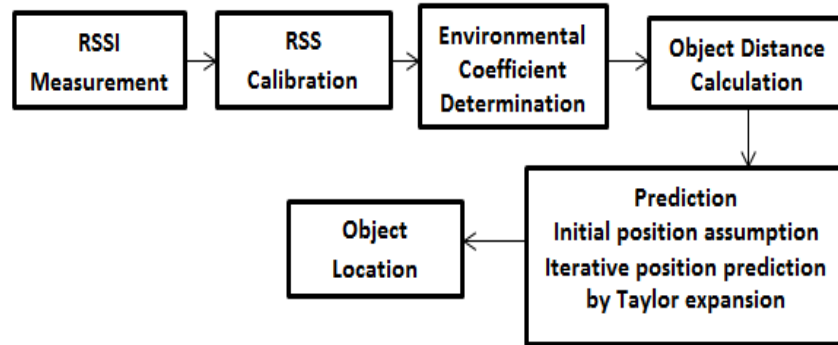 RSSI
Measurement
RSS
Calibration
Environmental
Coefficient
Determination
Object Distance
Calculation
Prediction
Initial position assumption
Iterative position prediction
by Taylor expansion
Object
Location